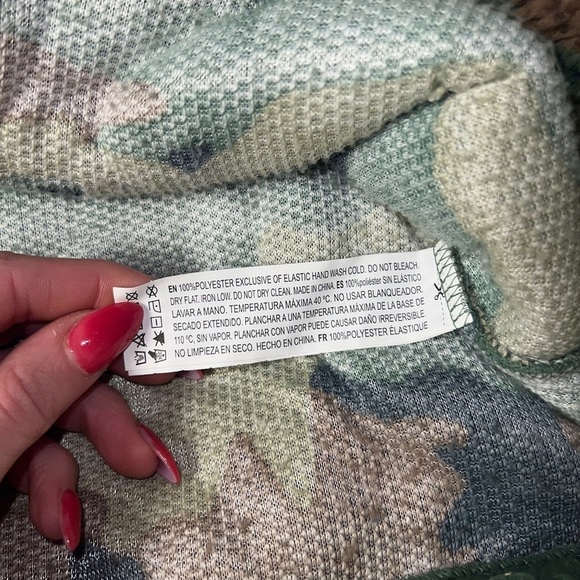 EN 100%POLYESTER EXCLUSIVE OF ELASTIC HAND WASH COLD. DO NOT BLEACH.
DRY FLAT. IRON LOW. DO NOT DRY CLEAN. MADE IN CHINA. ES 100%poliéster SIN ELÁSTICO
LAVAR A MANO. TEMPERATURA MÁXIMA 40 ºC. NO USAR BLANQUEADOR.
SECADO EXTENDIDO. PLANCHAR A UNA TEMPERATURA MÁXIMA DE LA BASE DE
110 ºC, SIN VAPOR. PLANCHAR CON VAPOR PUEDE CAUSAR DAÑO IRREVERSIBLE
NO LIMPIEZA EN SECO. HECHO EN CHINA. FR 100%POLYESTER ELASTIQUE